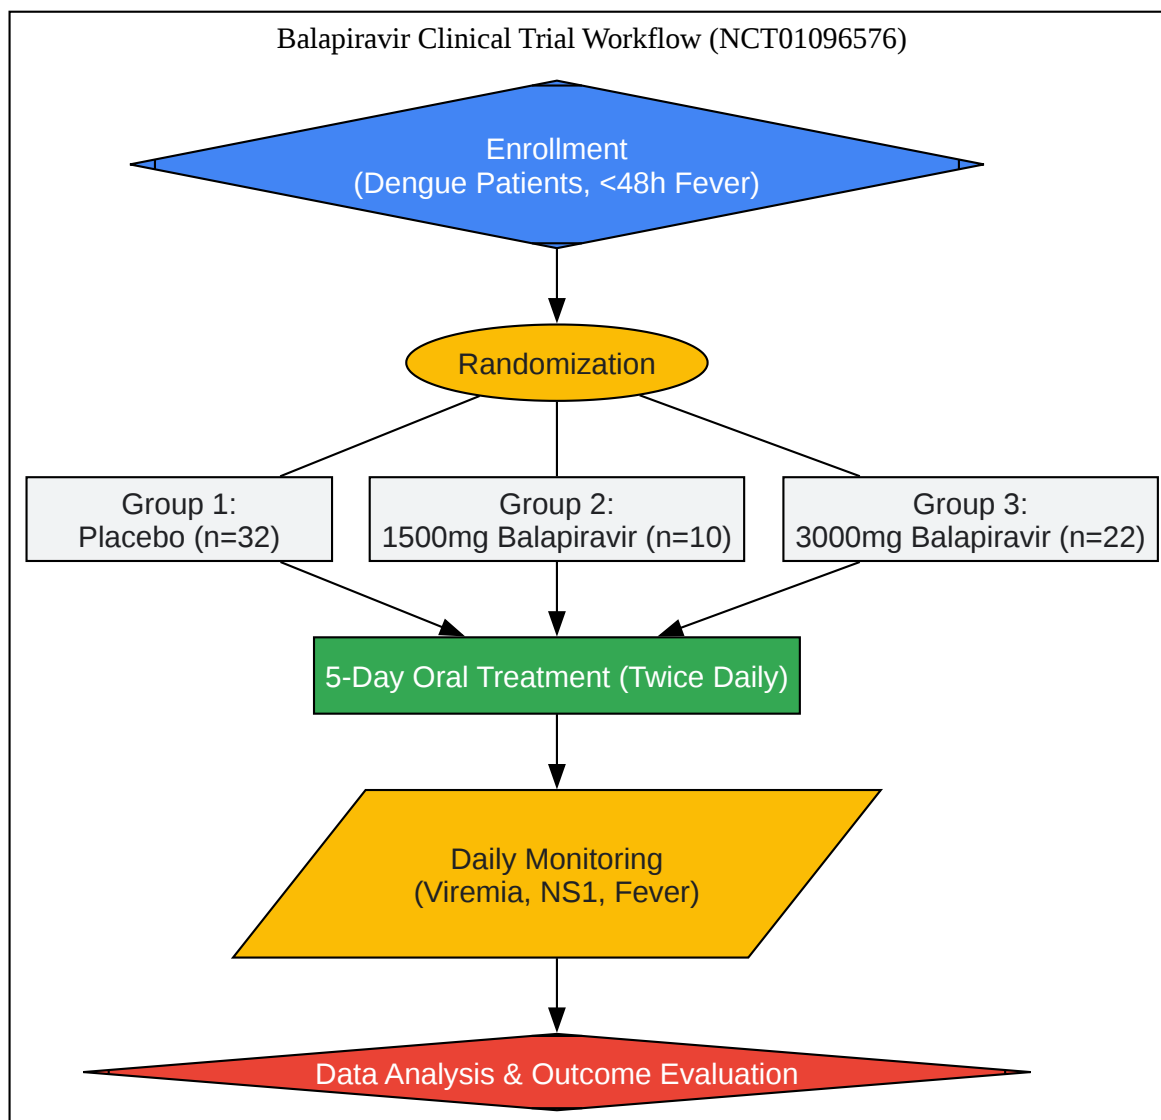 Balapiravir Clinical Trial Workflow (NCT01096576)
Enrollment
(Dengue Patients, <48h Fever)
Randomization
Group 1:
Placebo (n=32)
Group 2:
1500mg Balapiravir (n=10)
Group 3:
3000mg Balapiravir (n=22)
5-Day Oral Treatment (Twice Daily)
Daily Monitoring
(Viremia, NS1, Fever)
Data Analysis & Outcome Evaluation